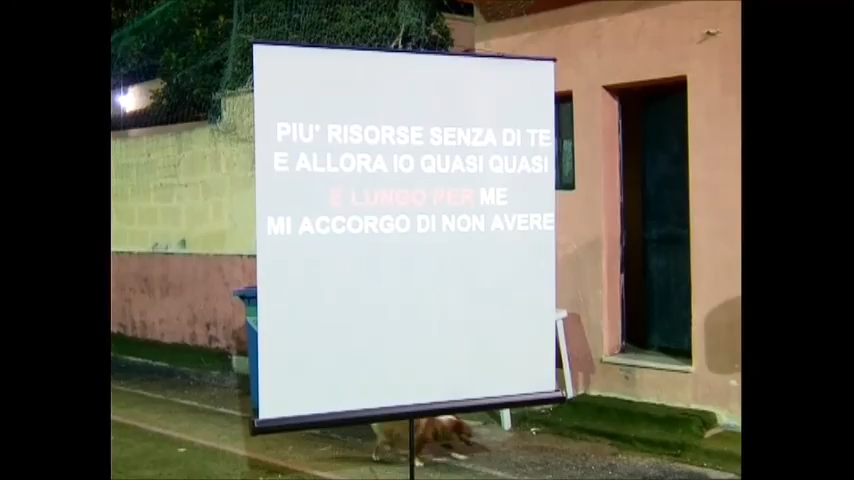 PIU' RISORSE SENZA DI TE
E ALLORA IO QUASI QUASI
E LUNGO PER ME
MI ACCORGO DI NON AVERE